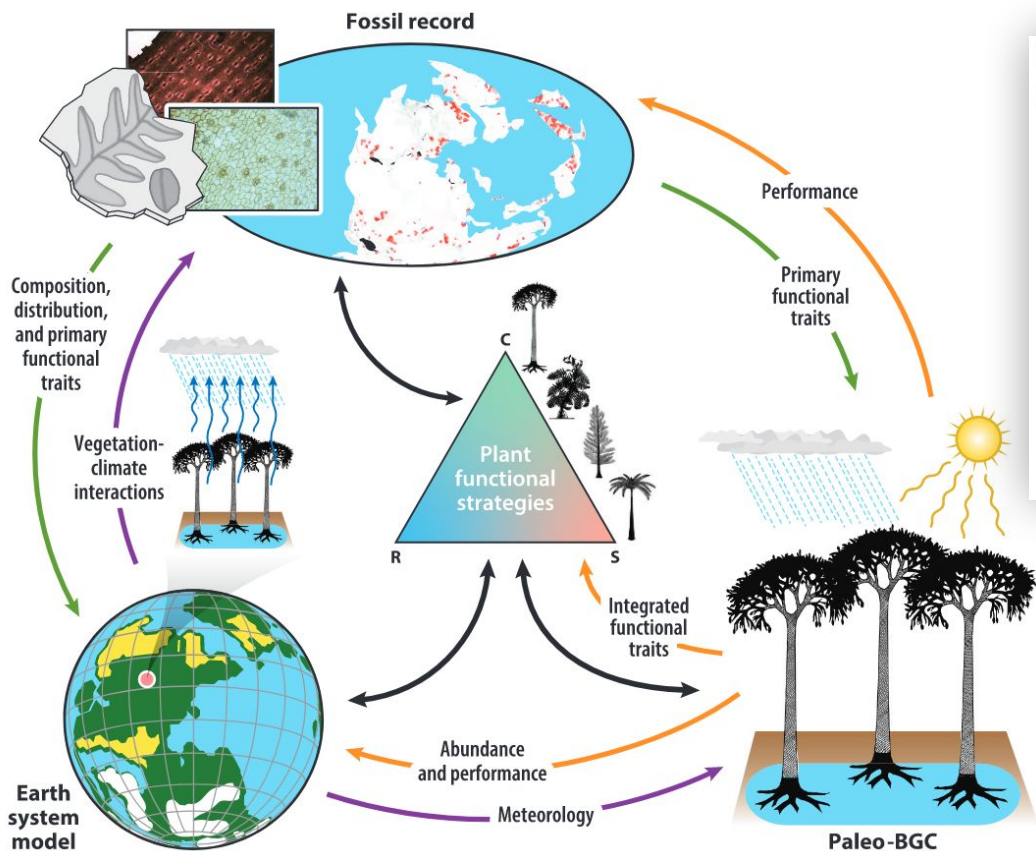 Fossil record
Performance
Primary
functional
traits
Composition,
distribution,
and primary
functional
traits
Vegetation-
climate
interactions
C
Plant
functional
strategies
R
S
Integrated
functional
traits
Abundance
and performance
Meteorology
Earth
system
model
Paleo-BGC